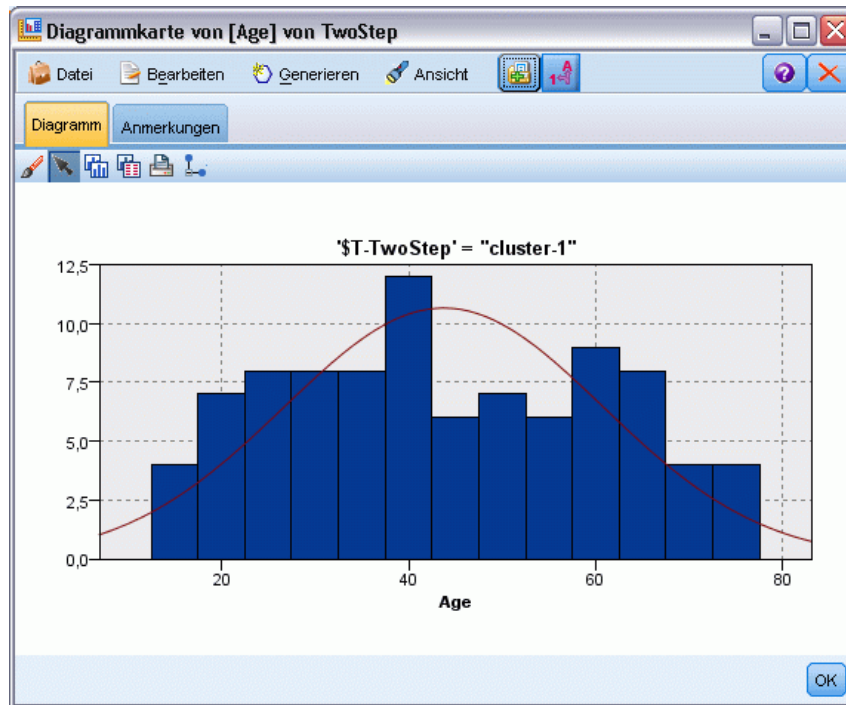 Diagrammkarte von [Age] von TwoStep
Datei Bearbeiten Generieren Ansicht
Diagramm Anmerkungen
'$T-TwoStep' = "cluster-1"
12,5
10,0
7,5
5,0
2,5
0,0
20 40 60 80
Age
OK